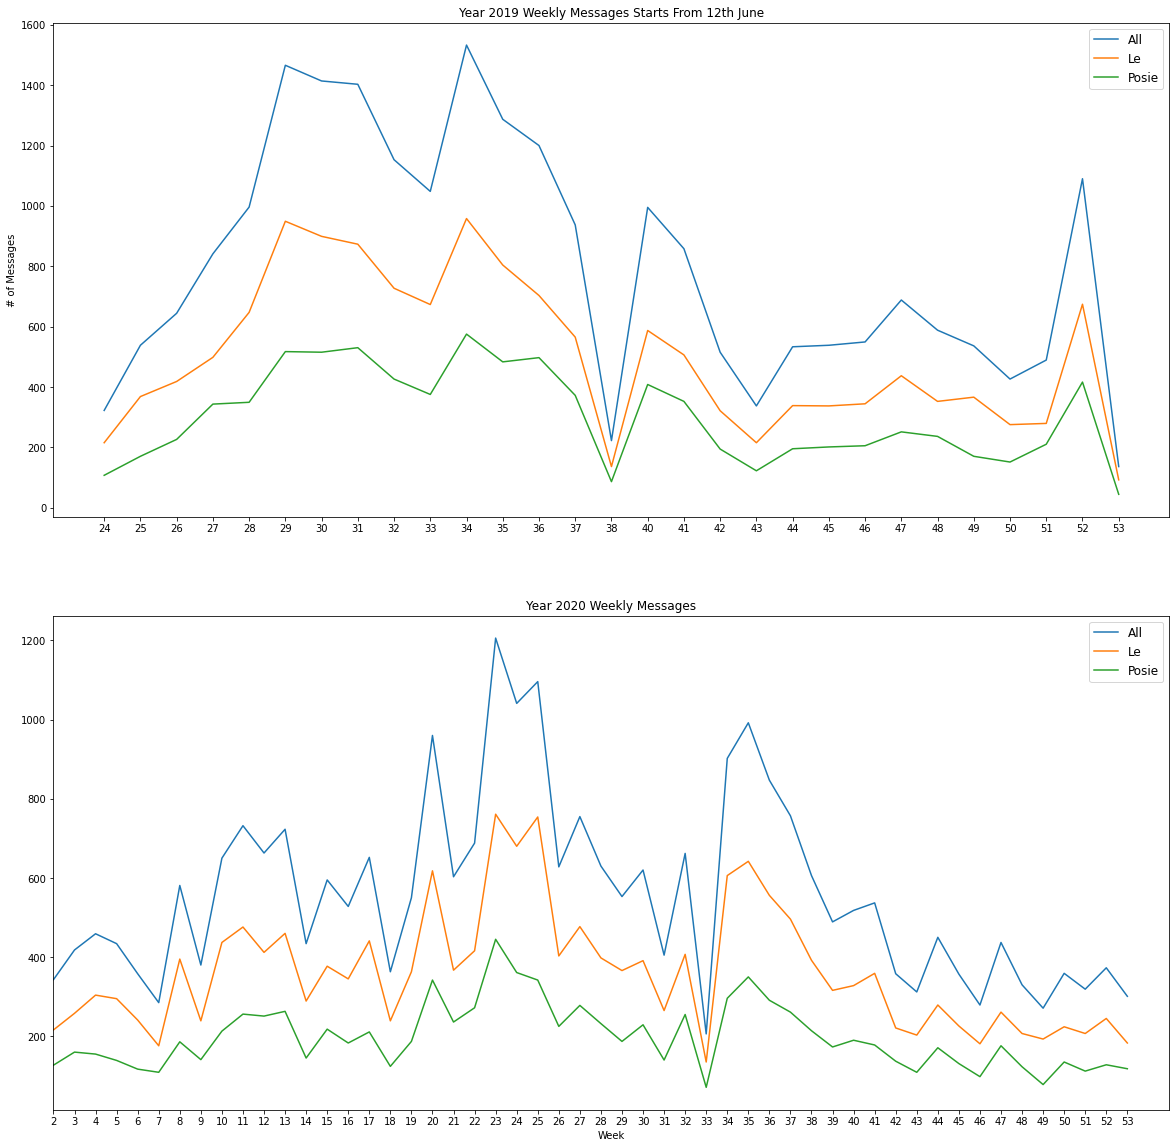 Year 2019 Weekly Messages Starts From 12th June
1600
1400
1200
1000
800
600
400
200
0
# of Messages
All
Le
Posie
24 25 26 27 28 29 30 31 32 33 34 35 36 37 38 40 41 42 43 44 45 46 47 48 49 50 51 52 53
Year 2020 Weekly Messages
1200
1000
800
600
400
200
All
Le
Posie
2 3 4 5 6 7 8 9 10 11 12 13 14 15 16 17 18 19 20 21 22 23 24 25 26 27 28 29 30 31 32 33 34 35 36 37 38 39 40 41 42 43 44 45 46 47 48 49 50 51 52 53
Week